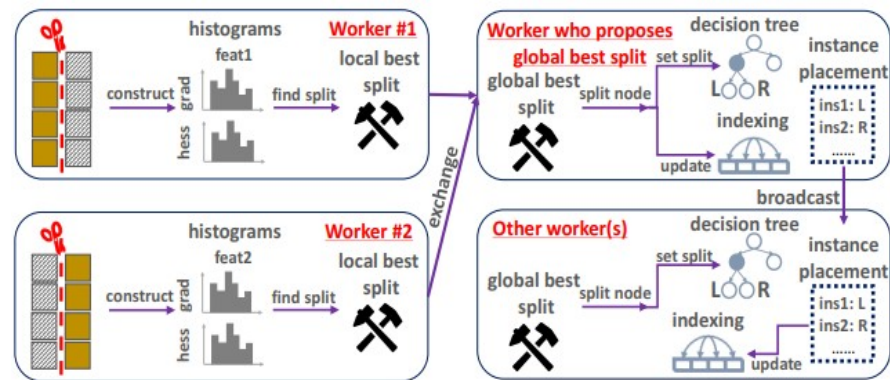 histograms
Worker #1
feat1
local best
split
construct
grad
find split
hess
Worker who proposes
global best split
decision tree
set split
instance
placement
global best
split
split node
L R
indexing
ins1: L
ins2: R
......
update
exchange
broadcast
histograms
Worker #2
feat2
local best
split
construct
grad
find split
hess
Other worker(s)
decision tree
set split
instance
placement
global best
split
split node
L R
indexing
ins1: L
ins2: R
......
update